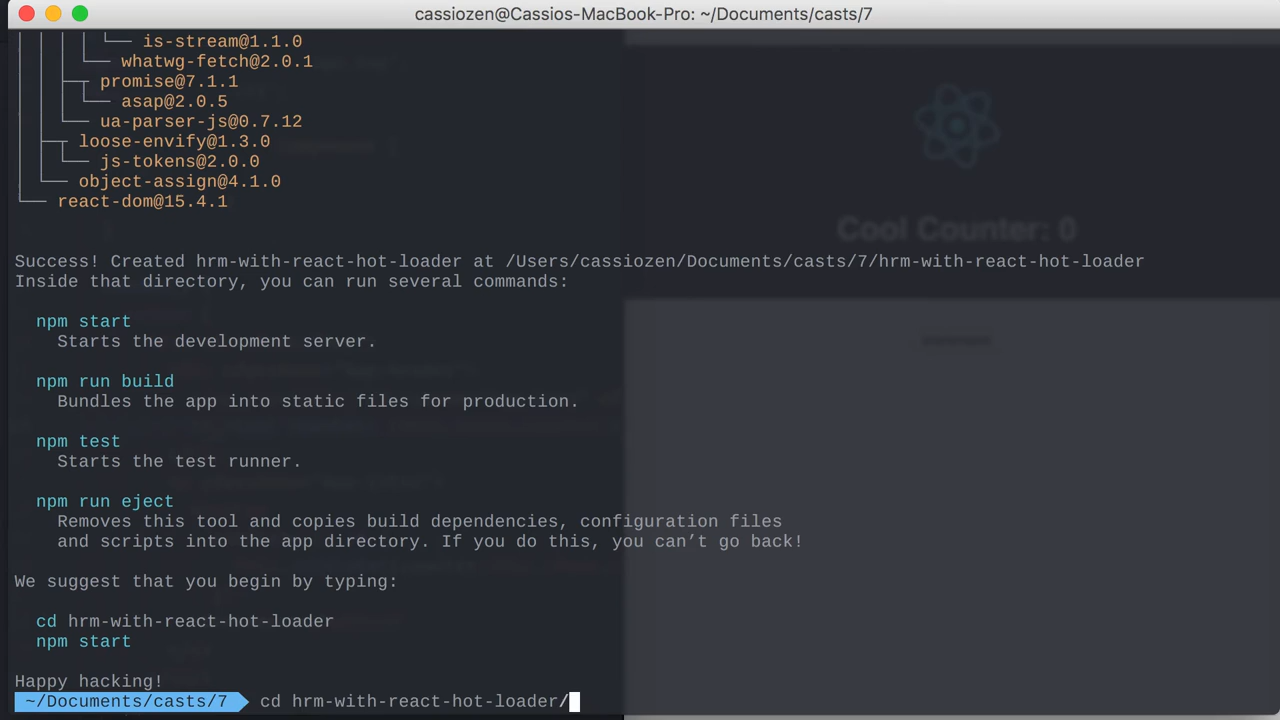 cassiozen@Cassios-MacBook-Pro: ~/Documents/casts/7
│ │ │ │ └── is-stream@1.1.0
│ │ │ └── whatwg-fetch@2.0.1
│ │ ├─┬ promise@7.1.1
│ │ │ └── asap@2.0.5
│ │ └── ua-parser-js@0.7.12
│ ├─┬ loose-envify@1.3.0
│ │ └── js-tokens@2.0.0
│ └── object-assign@4.1.0
└── react-dom@15.4.1
Cool Counter: 0
Success! Created hrm-with-react-hot-loader at /Users/cassiozen/Documents/casts/7/hrm-with-react-hot-loader
Inside that directory, you can run several commands:
npm start
Starts the development server.
npm run build
Bundles the app into static files for production.
npm test
Starts the test runner.
npm run eject
Removes this tool and copies build dependencies, configuration files
and scripts into the app directory. If you do this, you can’t go back!
We suggest that you begin by typing:
cd hrm-with-react-hot-loader
npm start
Happy hacking!
~/Documents/casts/7 cd hrm-with-react-hot-loader/